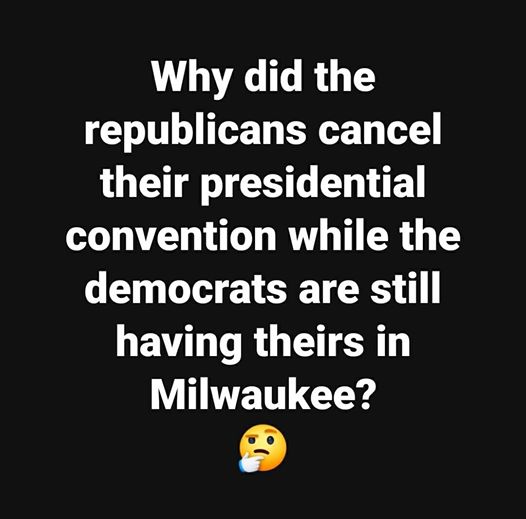 Why did the
republicans cancel
their presidential
convention while the
democrats are still
having theirs in
Milwaukee?
🤔